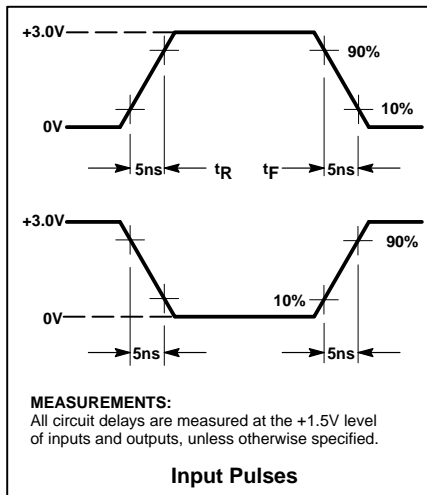 +3.0V
90%
10%
0V
5ns tR tF 5ns
+3.0V
90%
10%
0V
5ns 5ns
MEASUREMENTS:
All circuit delays are measured at the +1.5V level
of inputs and outputs, unless otherwise specified.
Input Pulses